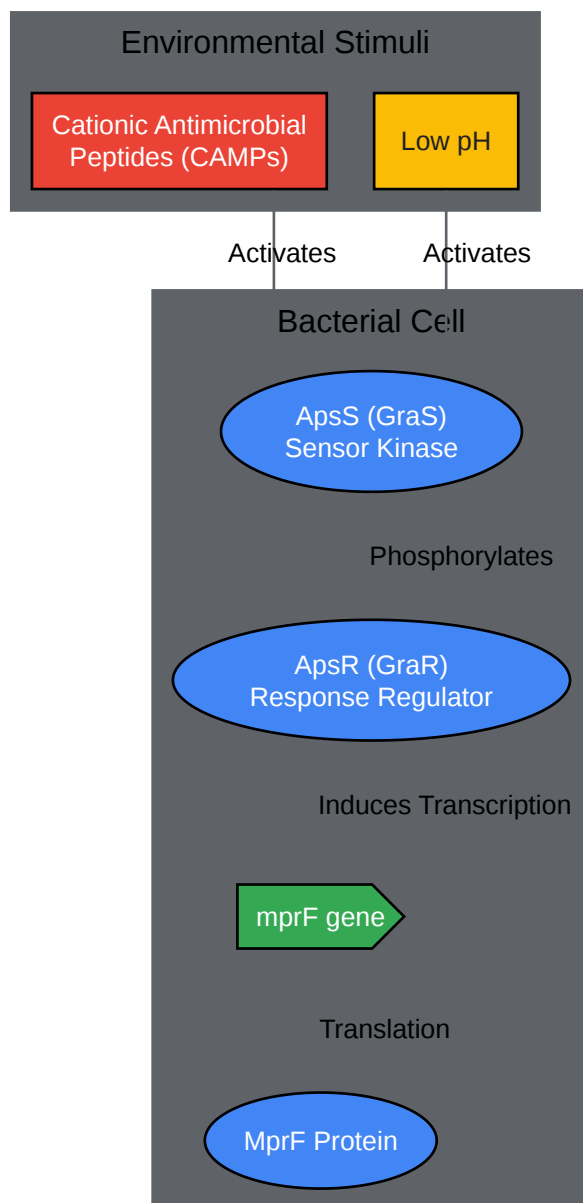 Environmental Stimuli
Cationic Antimicrobial
Peptides (CAMPs)
Low pH
Activates
Activates
Bacterial Cell
ApsS (GraS)
Sensor Kinase
Phosphorylates
ApsR (GraR)
Response Regulator
Induces Transcription
mprF gene
Translation
MprF Protein